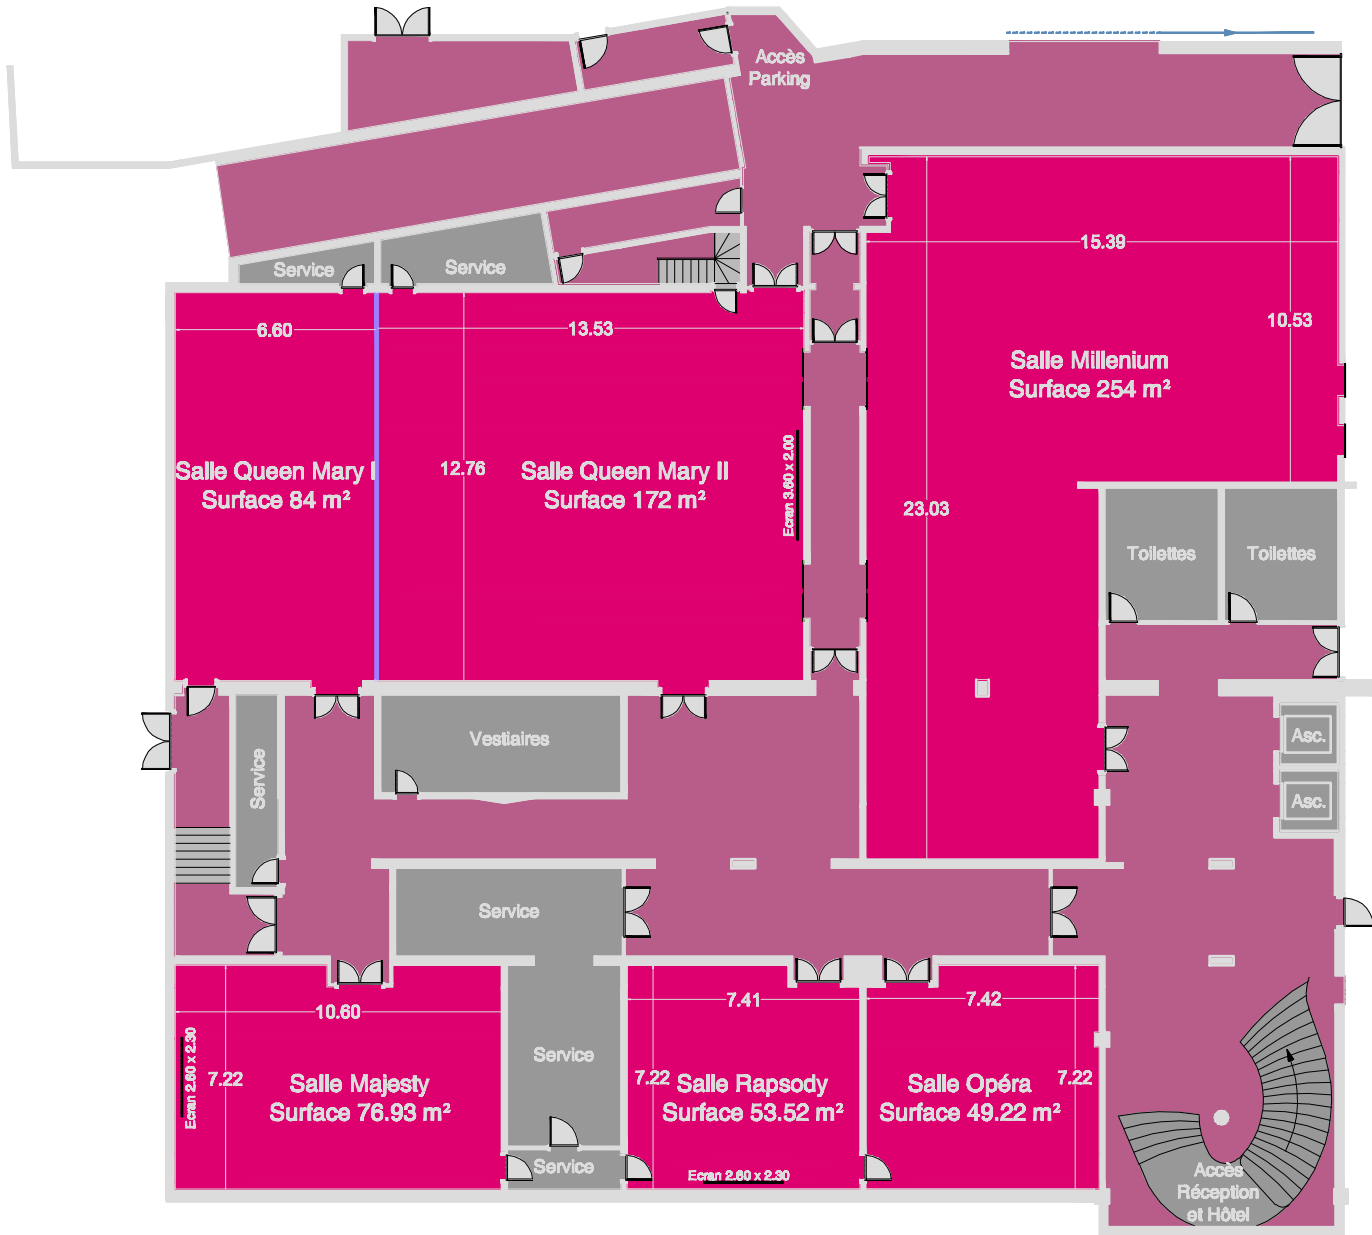 Accès
Parking
15.39
Service
Service
6.60
13.53
10.53
Salle Millenium
Surface 254 m²
Salle Queen Mary I
Surface 84 m²
12.76
Salle Queen Mary II
Surface 172 m²
Ecran 3.60 x 2.00
23.03
Toilettes
Toilettes
Vestiaires
Service
Asc.
Asc.
Service
10.60
7.41
7.42
Ecran 2.60 x 2.30
7.22
Salle Majesty
Surface 76.93 m²
Service
7.22
Salle Rapsody
Surface 53.52 m²
Salle Opéra
Surface 49.22 m²
7.22
Service
Ecran 2.60 x 2.30
Accès
Réception
et Hôtel